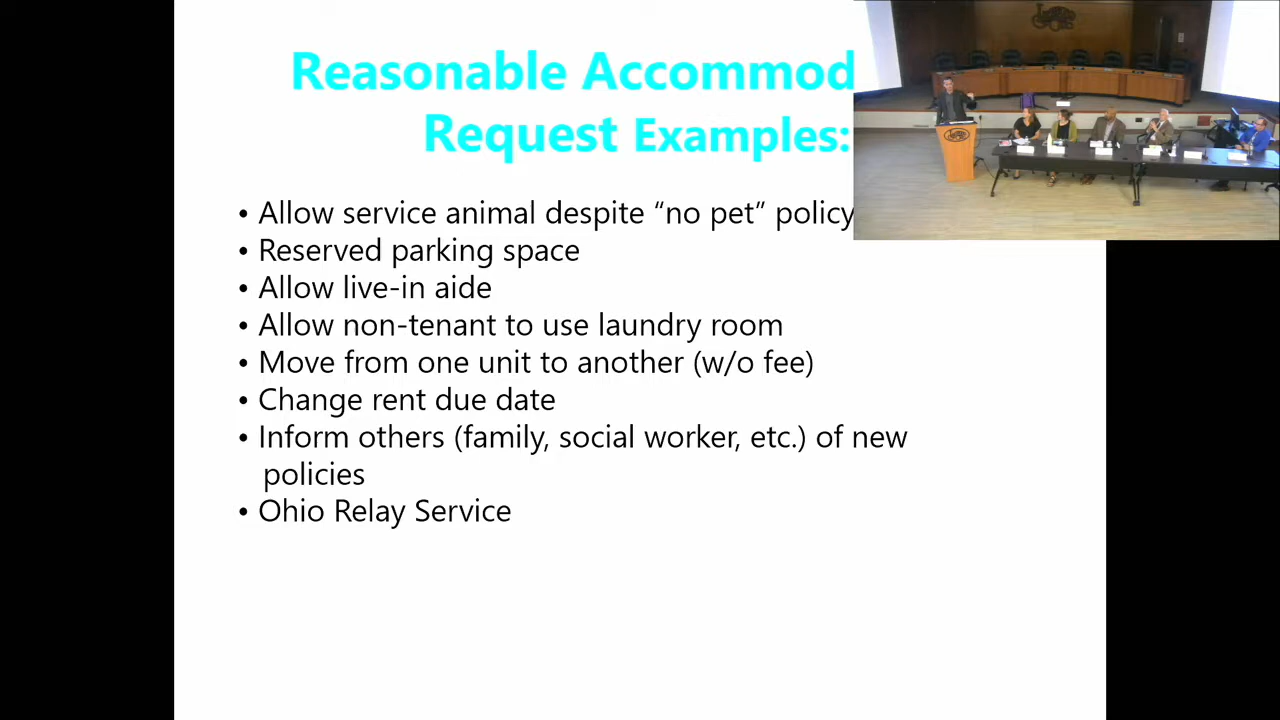 Reasonable Accommod
Request Examples:
• Allow service animal despite “no pet” policy
• Reserved parking space
• Allow live-in aide
• Allow non-tenant to use laundry room
• Move from one unit to another (w/o fee)
• Change rent due date
• Inform others (family, social worker, etc.) of new
policies
• Ohio Relay Service